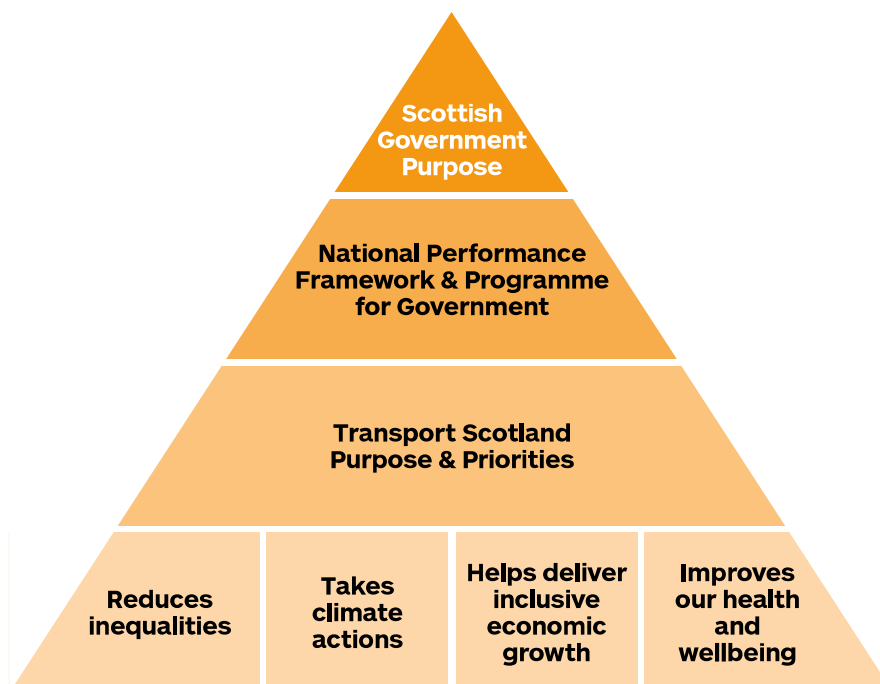 Scottish
Government
Purpose
National Performance
Framework & Programme
for Government
Transport Scotland
Purpose & Priorities
Reduces
inequalities
Takes
climate
actions
Helps deliver
inclusive
economic
growth
Improves
our health
and
wellbeing